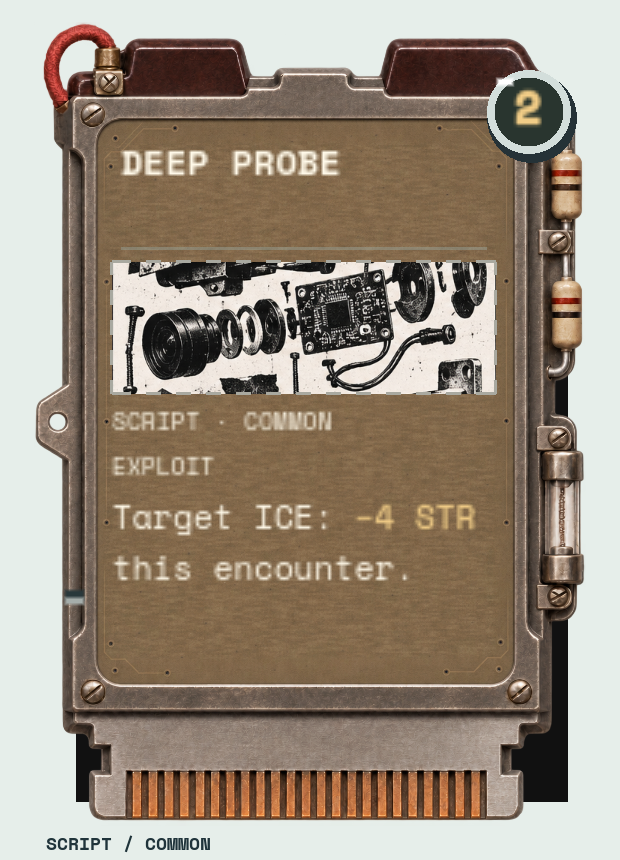 2
DEEP PROBE
SCRIPT · COMMON
EXPLOIT
Target ICE: -4 STR
this encounter.
SCRIPT / COMMON